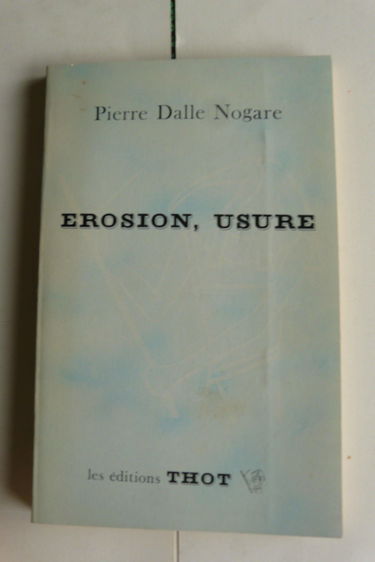 Pierre Dalle Nogare
EROSION, USURE
les éditions THOT